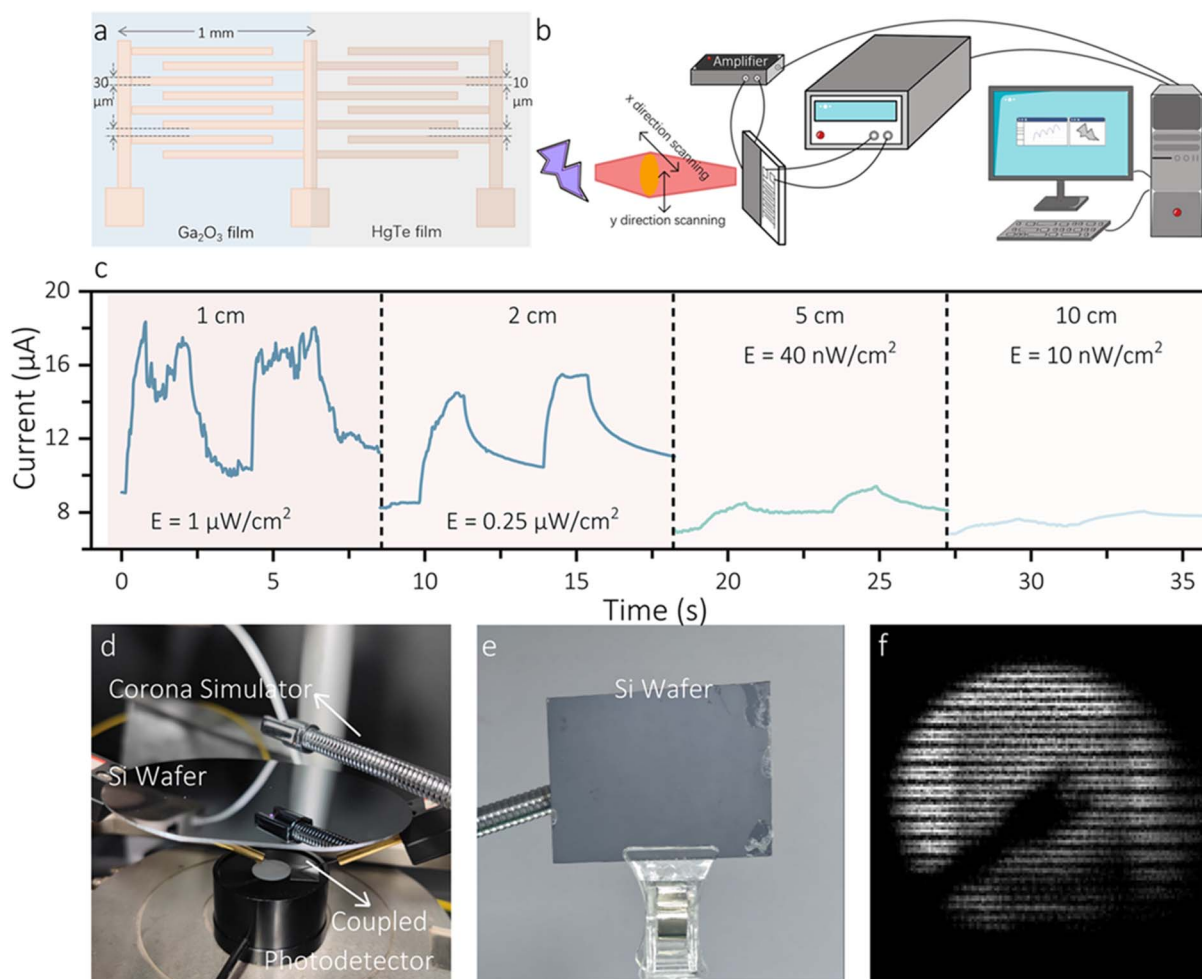 a
1 mm
30
μm
10
μm
Ga₂O₃ film
HgTe film
b
Amplifier
x direction scanning
y direction scanning
c
Current (μA)
20
16
12
8
1 cm
E = 1 μW/cm²
2 cm
E = 0.25 μW/cm²
5 cm
E = 40 nW/cm²
10 cm
E = 10 nW/cm²
0
5
10
15
20
25
30
35
Time (s)
d
Corona Simulator
Si Wafer
Coupled
Photodetector
e
Si Wafer
f